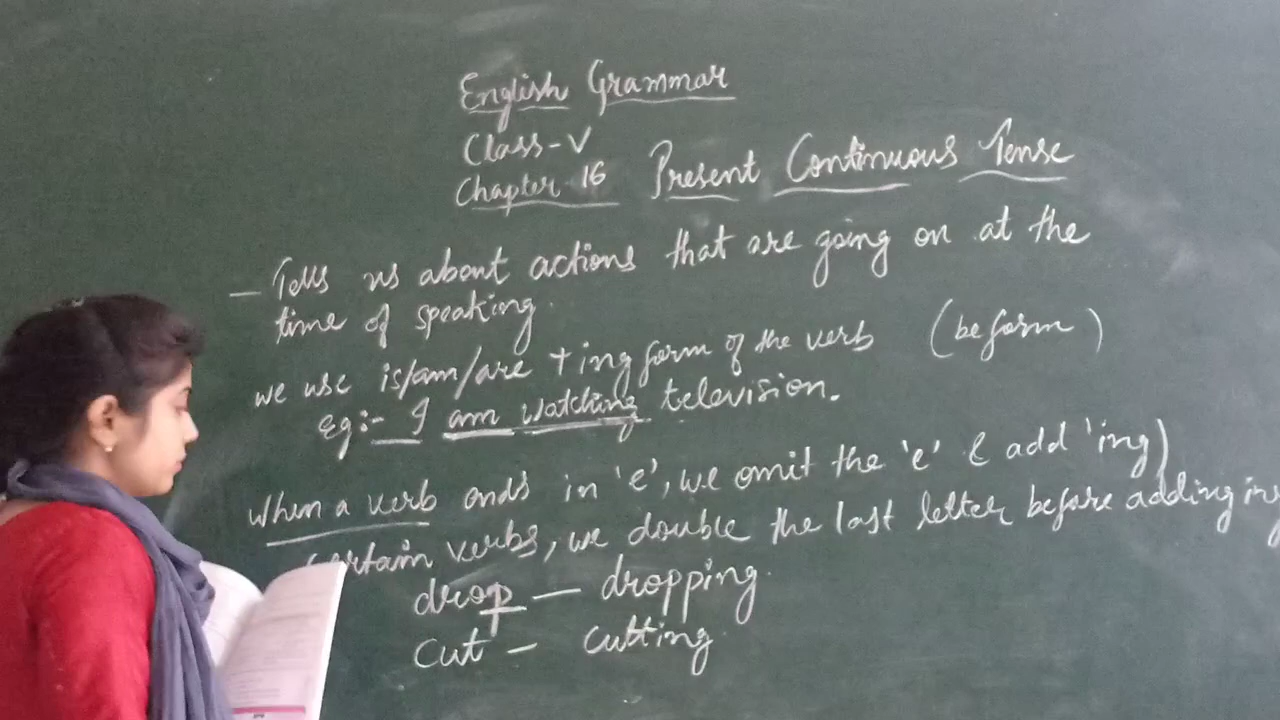 English Grammar
Class-V
Chapter 16 Present Continuous Tense
— Tells us about actions that are going on at the
time of speaking.
we use is/am/are + ing form of the verb (be form)
Eg:- I am watching television.
When a verb ends in 'e', we omit the 'e' & add 'ing)
certain verbs, we double the last letter before adding ing
drop — dropping.
cut — cutting.